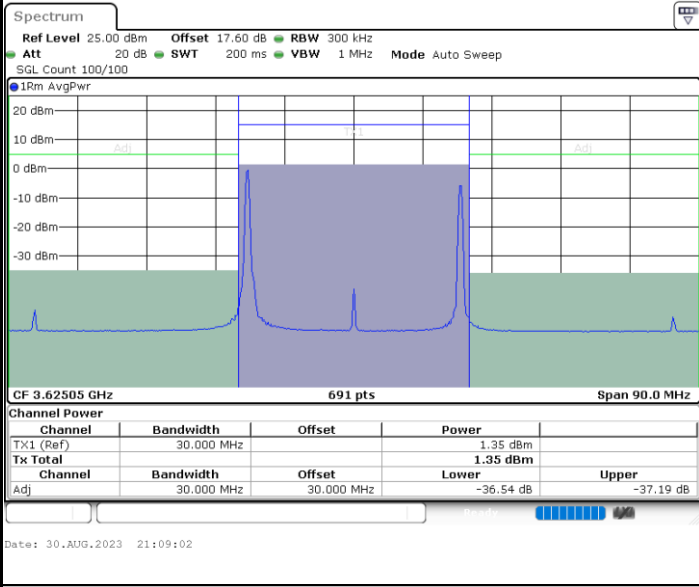 Spectrum
Ref Level 25.00 dBm Offset 17.60 dB RBW 300 kHz
Att 20 dB SWT 200 ms VBW 1 MHz Mode Auto Sweep
SGL Count 100/100
1Rm AvgPwr
20 dBm
TX1
10 dBm
Adj Adj
0 dBm
-10 dBm
-20 dBm
-30 dBm
CF 3.62505 GHz 691 pts Span 90.0 MHz
Channel Power
Channel Bandwidth Offset Power
TX1 (Ref) 30.000 MHz 1.35 dBm
Tx Total 1.35 dBm
Channel Bandwidth Offset Lower Upper
Adj 30.000 MHz 30.000 MHz -36.54 dB -37.19 dB
Ready
Date: 30.AUG.2023 21:09:02